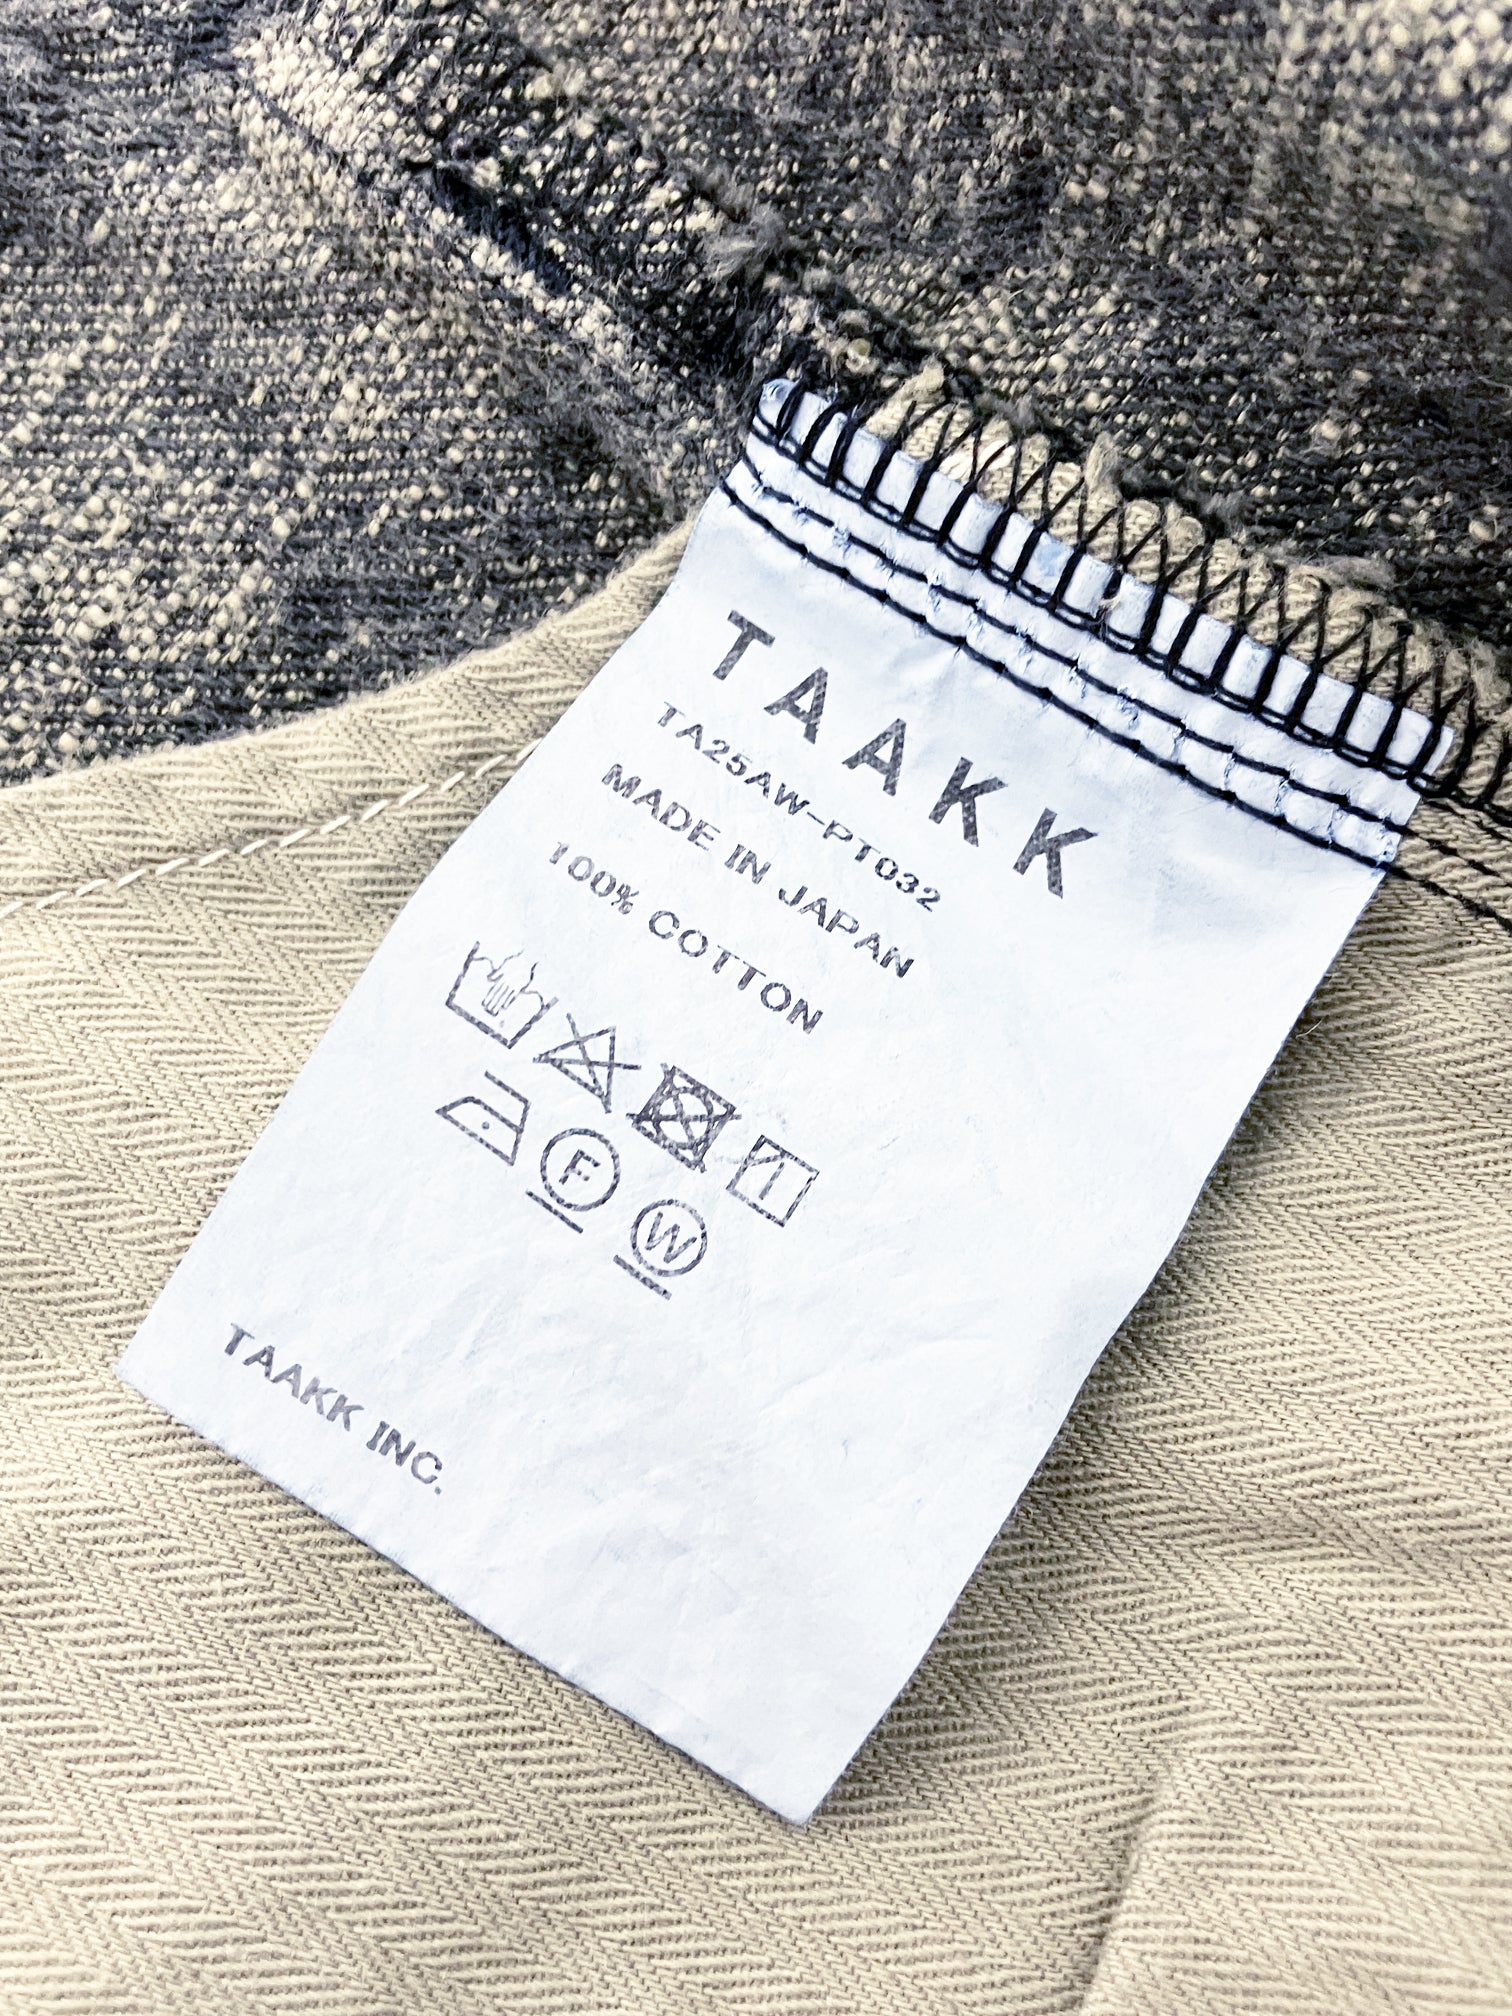 TAAKK
TA25AW-PT032
MADE IN JAPAN
100% COTTON
F
W
TAAKK INC.